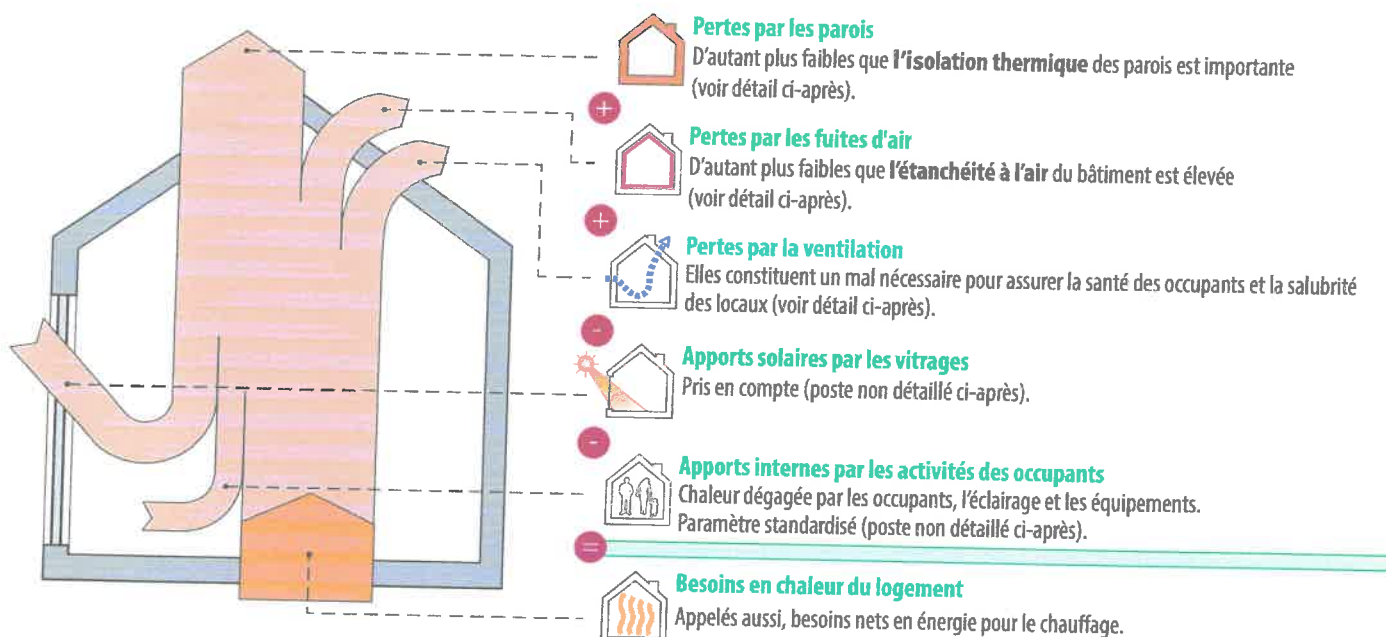 Pertes par les parois
D'autant plus faibles que l'isolation thermique des parois est importante
(voir détail ci-après).
+
Pertes par les fuites d'air
D'autant plus faibles que l'étanchéité à l'air du bâtiment est élevée
(voir détail ci-après).
+
Pertes par la ventilation
Elles constituent un mal nécessaire pour assurer la santé des occupants et la salubrité
des locaux (voir détail ci-après).
-
Apports solaires par les vitrages
Pris en compte (poste non détaillé ci-après).
-
Apports internes par les activités des occupants
Chaleur dégagée par les occupants, l'éclairage et les équipements.
Paramètre standardisé (poste non détaillé ci-après).
=
Besoins en chaleur du logement
Appelés aussi, besoins nets en énergie pour le chauffage.